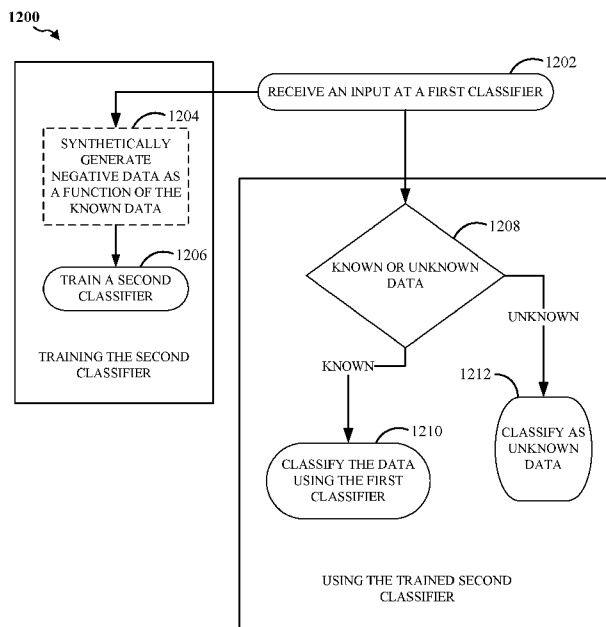 1200
1202
RECEIVE AN INPUT AT A FIRST CLASSIFIER
1204
SYNTHETICALLY
GENERATE
NEGATIVE DATA AS
A FUNCTION OF THE
KNOWN DATA
1206
TRAIN A SECOND
CLASSIFIER
TRAINING THE SECOND
CLASSIFIER
1208
KNOWN OR UNKNOWN
DATA
UNKNOWN
KNOWN
1212
CLASSIFY AS
UNKNOWN
DATA
1210
CLASSIFY THE DATA
USING THE FIRST
CLASSIFIER
USING THE TRAINED SECOND
CLASSIFIER